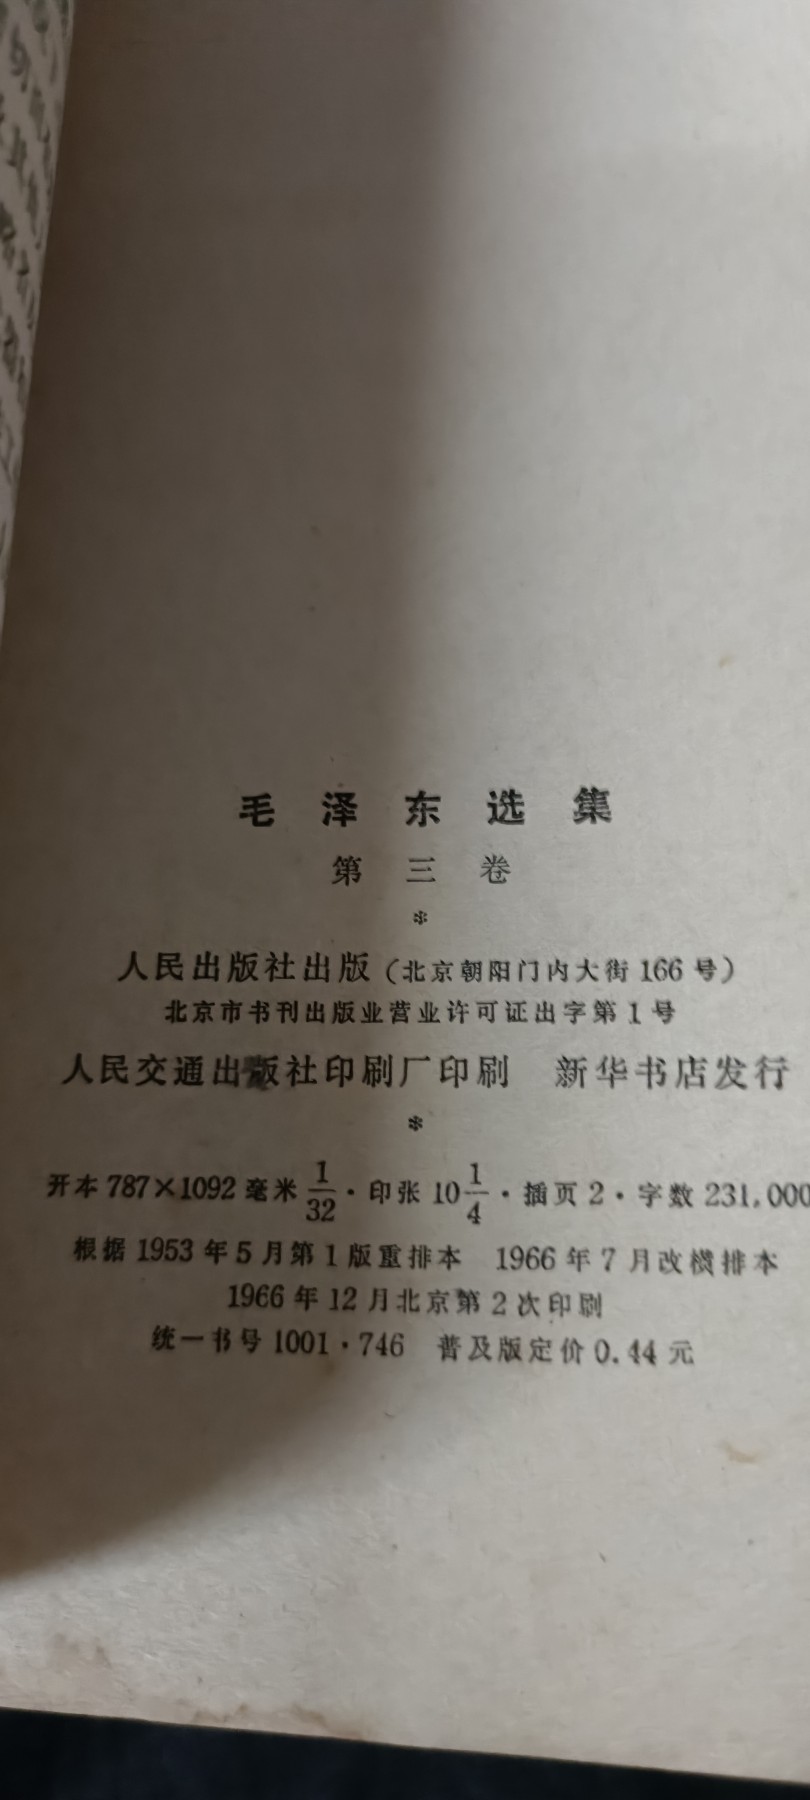 毛泽东选集
第三卷
*
人民出版社出版（北京朝阳门内大街166号）
北京市书刊出版业营业许可证出字第1号
人民交通出版社印刷厂印刷 新华书店发行
*
开本787×1092毫米 1/32·印张10 1/4·插页2·字数231,000
根据1953年5月第1版重排本 1966年7月改横排本
1966年12月北京第2次印刷
统一书号1001·746 普及版定价0.44元